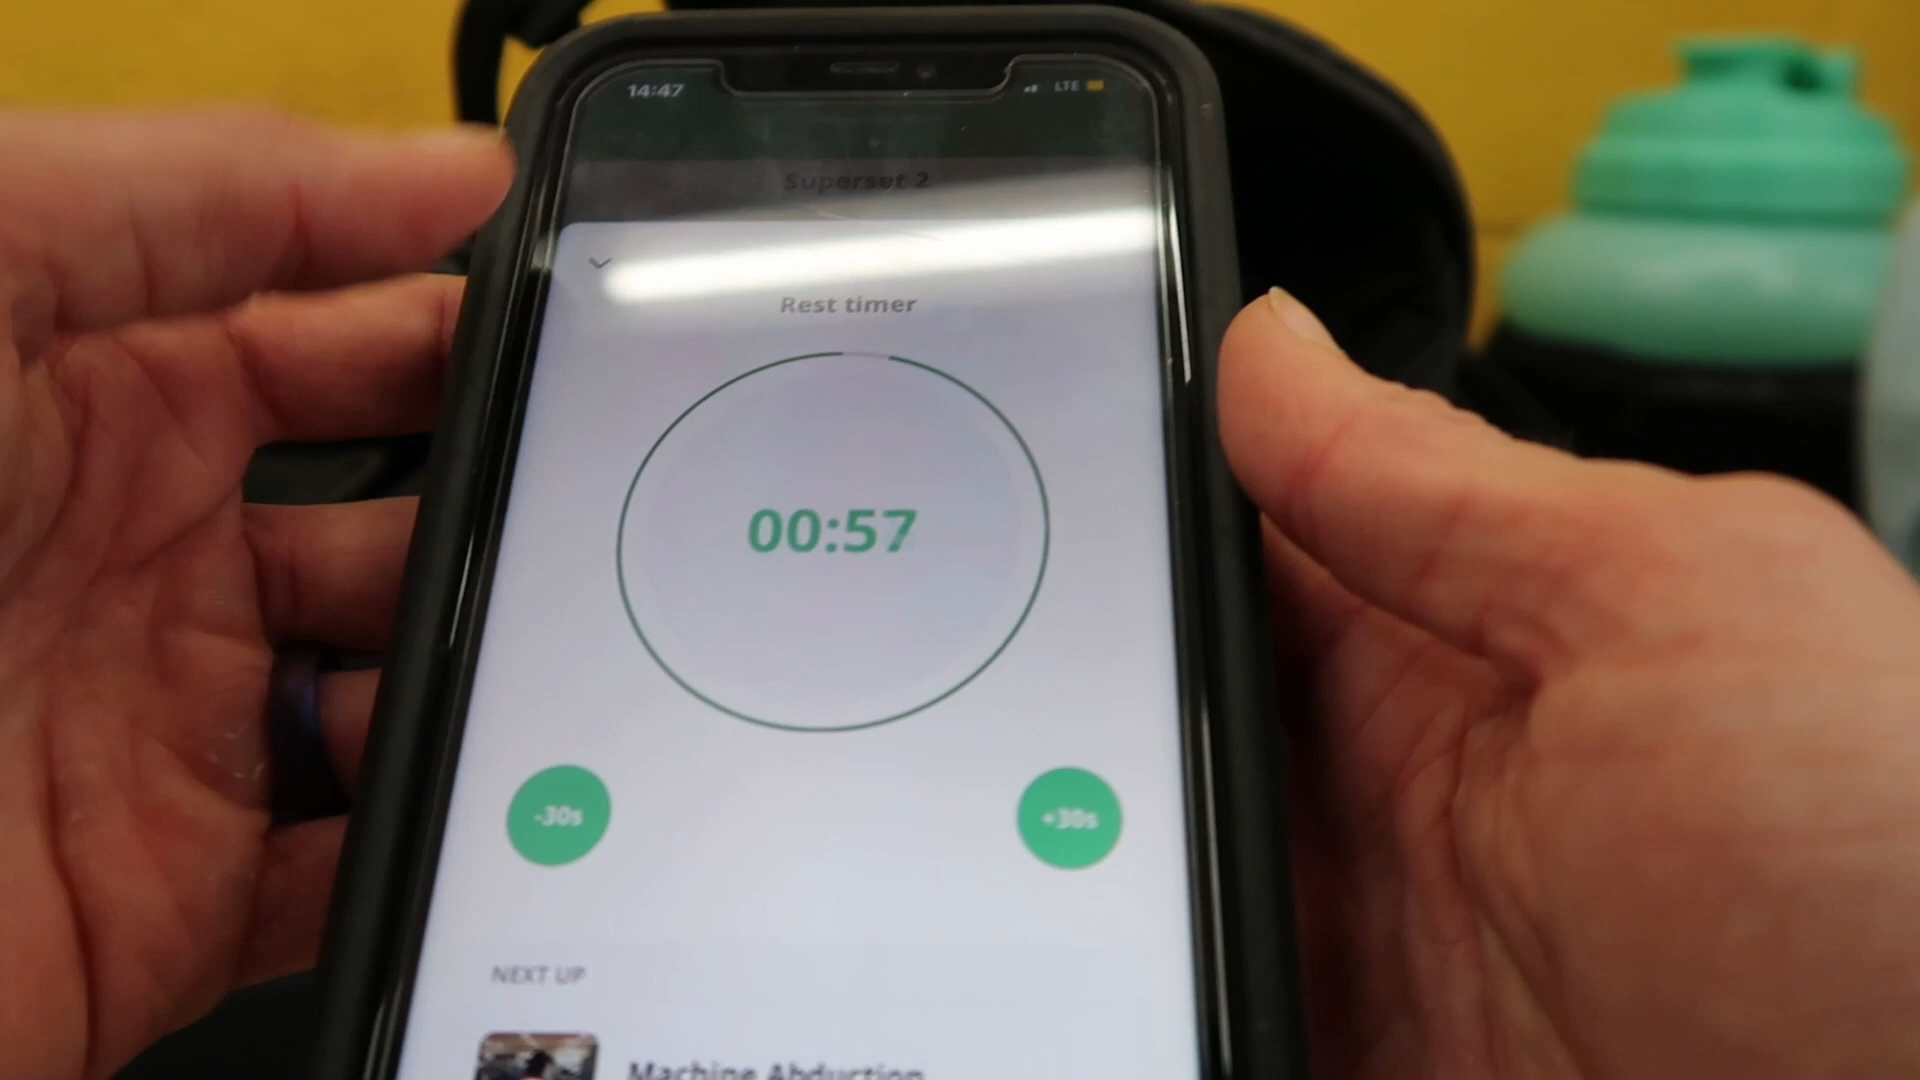 14:47
LTE
Superset 2
Rest timer
00:57
-30s
+30s
NEXT UP
Machine Abduction